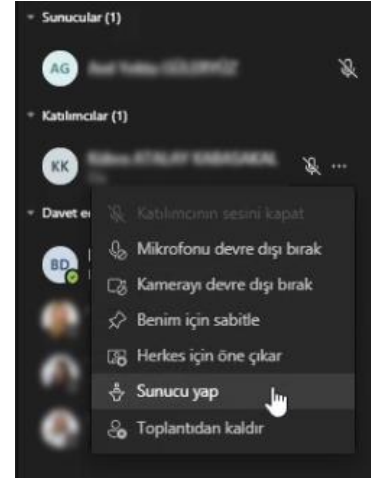 Sunucular (1)
AG
Katılımcılar (1)
KK
Katılımcının sesini kapat
Davet e
Mikrofonu devre dışı bırak
BD
Kamerayı devre dışı bırak
Benim için sabitle
Herkes için öne çıkar
Sunucu yap
Toplantıdan kaldır